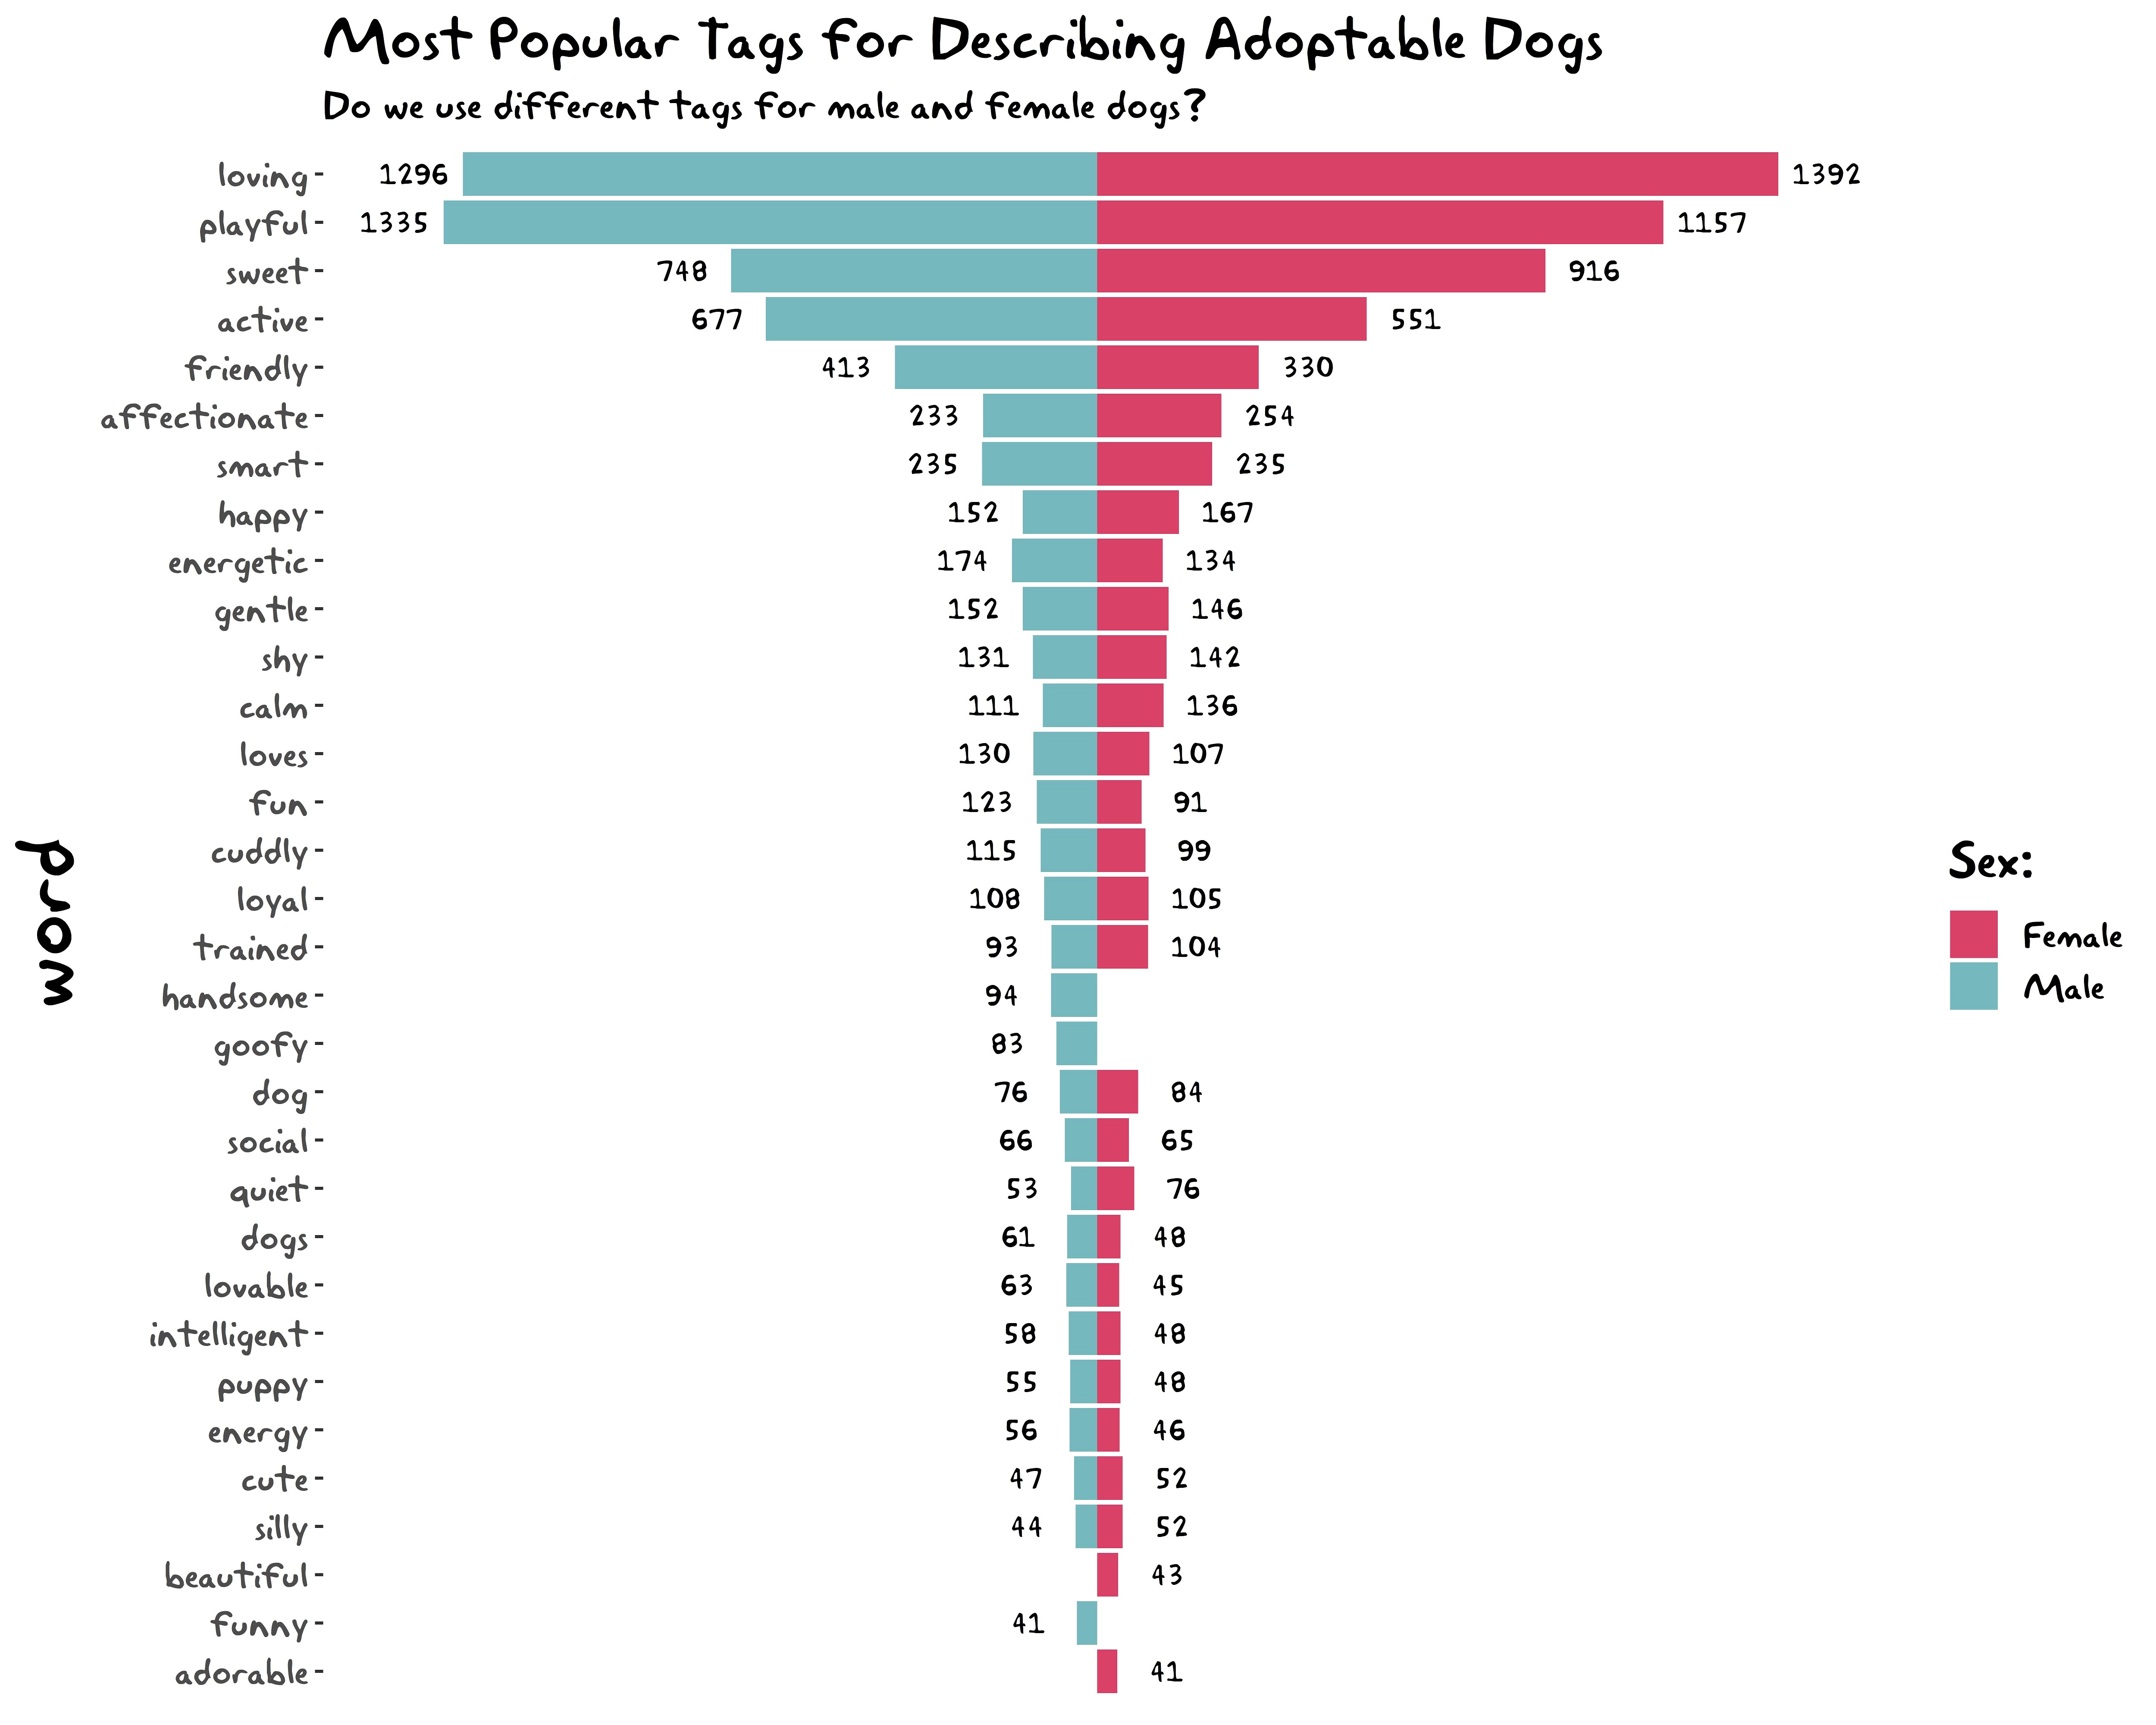 Most Popular Tags for Describing Adoptable Dogs
Do we use different tags for male and female dogs?
loving 1296 1392
playful 1335 1157
sweet 748 916
active 677 551
friendly 413 330
affectionate 233 254
smart 235 235
happy 152 167
energetic 174 134
gentle 152 146
shy 131 142
calm 111 136
loves 130 107
fun 123 91
cuddly 115 99
loyal 108 105
trained 93 104
handsome 94
goofy 83
dog 76 84
social 66 65
quiet 53 76
dogs 61 48
lovable 63 45
intelligent 58 48
puppy 55 48
energy 56 46
cute 47 52
silly 44 52
beautiful 43
funny 41
adorable 41
word
Sex:
Female
Male